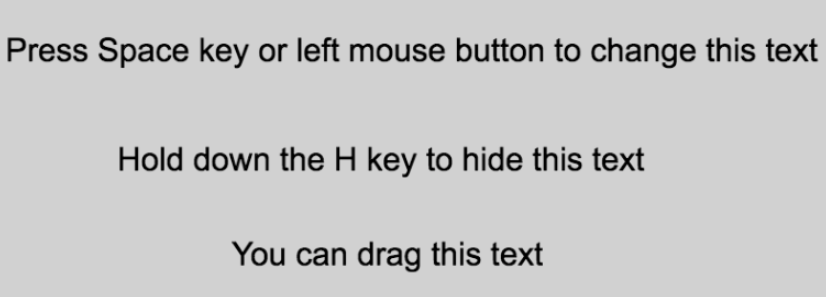 Press Space key or left mouse button to change this text
Hold down the H key to hide this text
You can drag this text